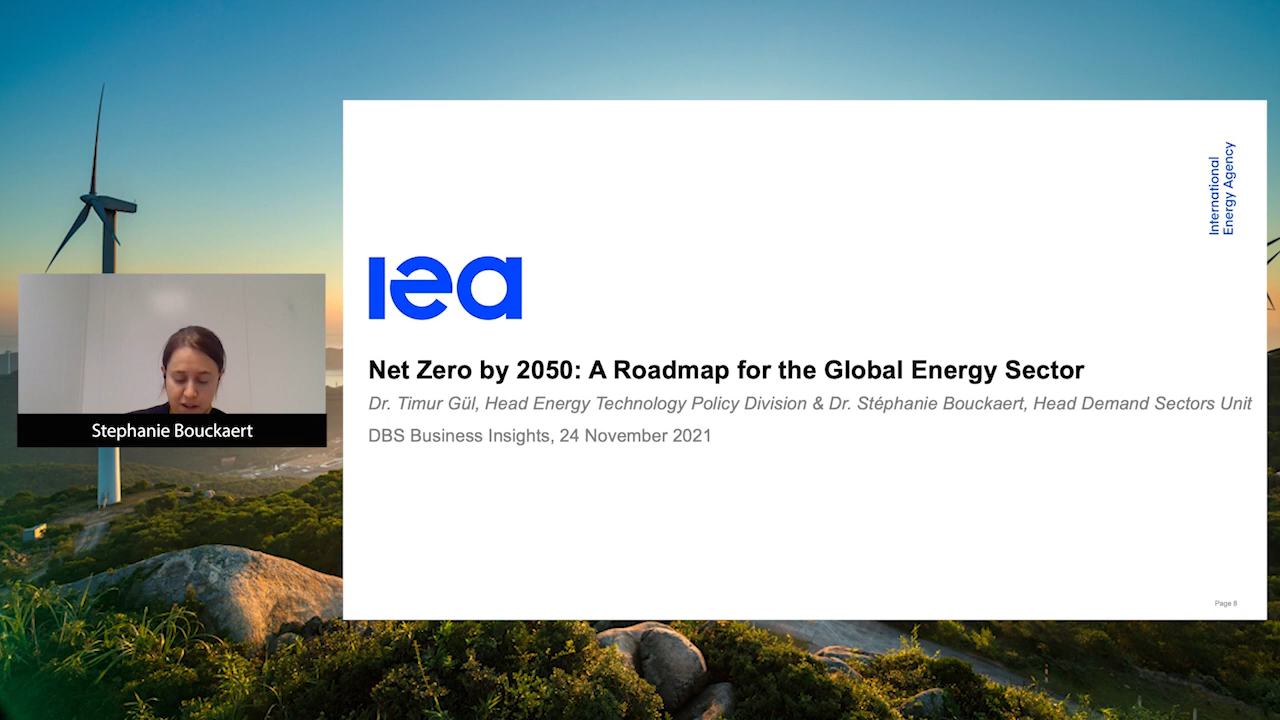 International
Energy Agency
iea
Net Zero by 2050: A Roadmap for the Global Energy Sector
Dr. Timur Gül, Head Energy Technology Policy Division & Dr. Stéphanie Bouckaert, Head Demand Sectors Unit
DBS Business Insights, 24 November 2021
Stephanie Bouckaert
Page 8